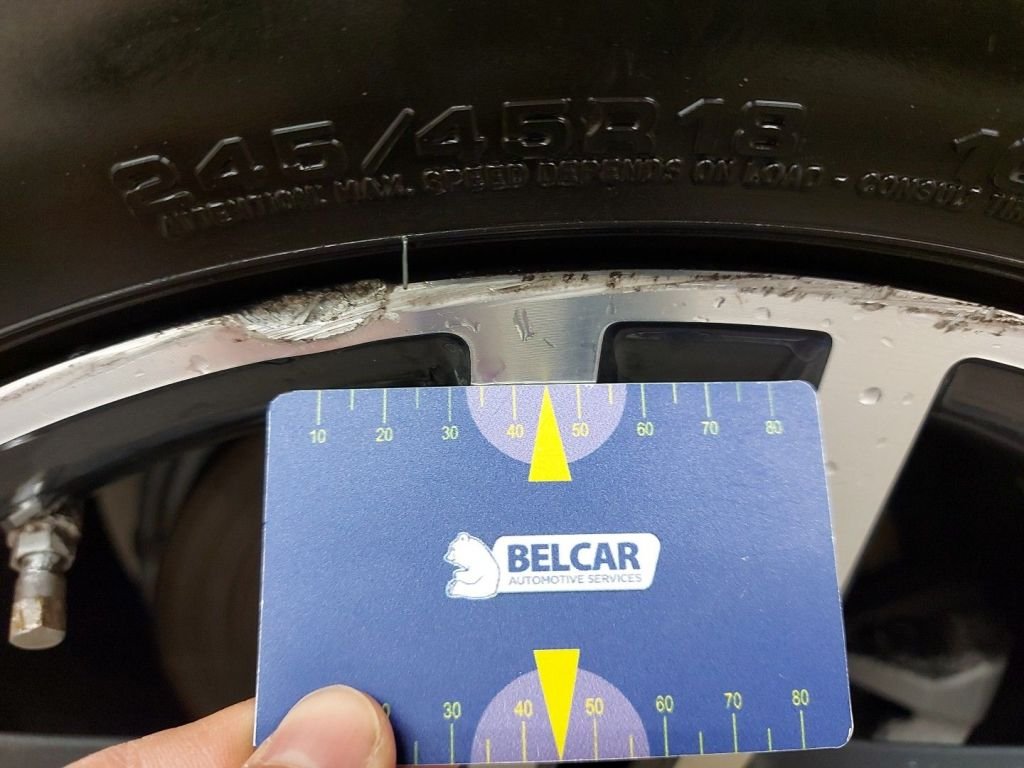 245/45R18
ATTENTION! MAX. SPEED DEPENDS ON LOAD - CONSULT
10 20 30 40 50 60 70 80
BELCAR
AUTOMOTIVE SERVICES
30 40 50 60 70 80